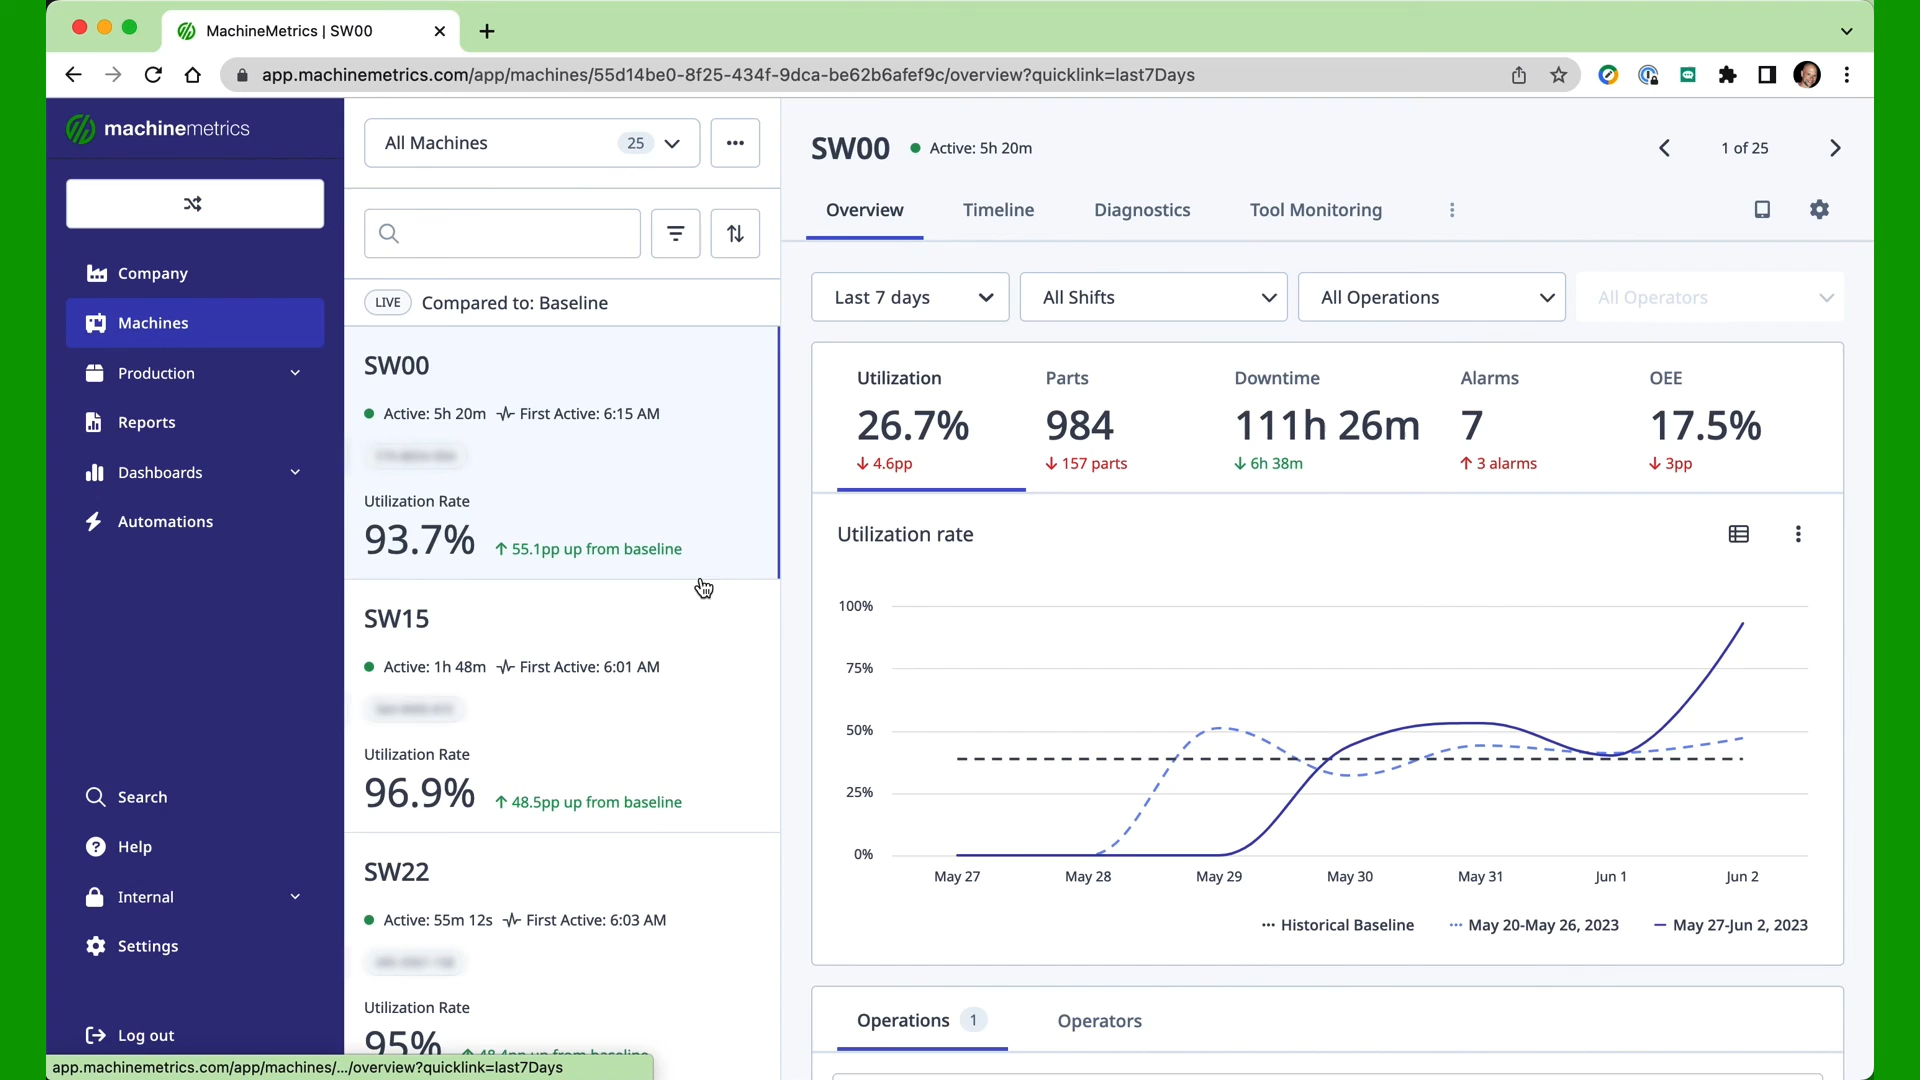 MachineMetrics | SW00
app.machinemetrics.com/app/machines/55d14be0-8f25-434f-9dca-be62b6afef9c/overview?quicklink=last7Days
machinemetrics
Company
Machines
Production
Reports
Dashboards
Automations
Search
Help
Internal
Settings
Log out
app.machinemetrics.com/app/machines/.../overview?quicklink=last7Days
All Machines 25
LIVE Compared to: Baseline
SW00
Active: 5h 20m First Active: 6:15 AM
Utilization Rate
93.7% ↑ 55.1pp up from baseline
SW15
Active: 1h 48m First Active: 6:01 AM
Utilization Rate
96.9% ↑ 48.5pp up from baseline
SW22
Active: 55m 12s First Active: 6:03 AM
Utilization Rate
95% ↑ 48.4pp up from baseline
SW00 Active: 5h 20m 1 of 25
Overview Timeline Diagnostics Tool Monitoring
Last 7 days All Shifts All Operations All Operators
Utilization Parts Downtime Alarms OEE
26.7% 984 111h 26m 7 17.5%
↓ 4.6pp ↓ 157 parts ↓ 6h 38m ↑ 3 alarms ↓ 3pp
Utilization rate
100%
75%
50%
25%
0%
May 27 May 28 May 29 May 30 May 31 Jun 1 Jun 2
Historical Baseline May 20-May 26, 2023 May 27-Jun 2, 2023
Operations 1 Operators